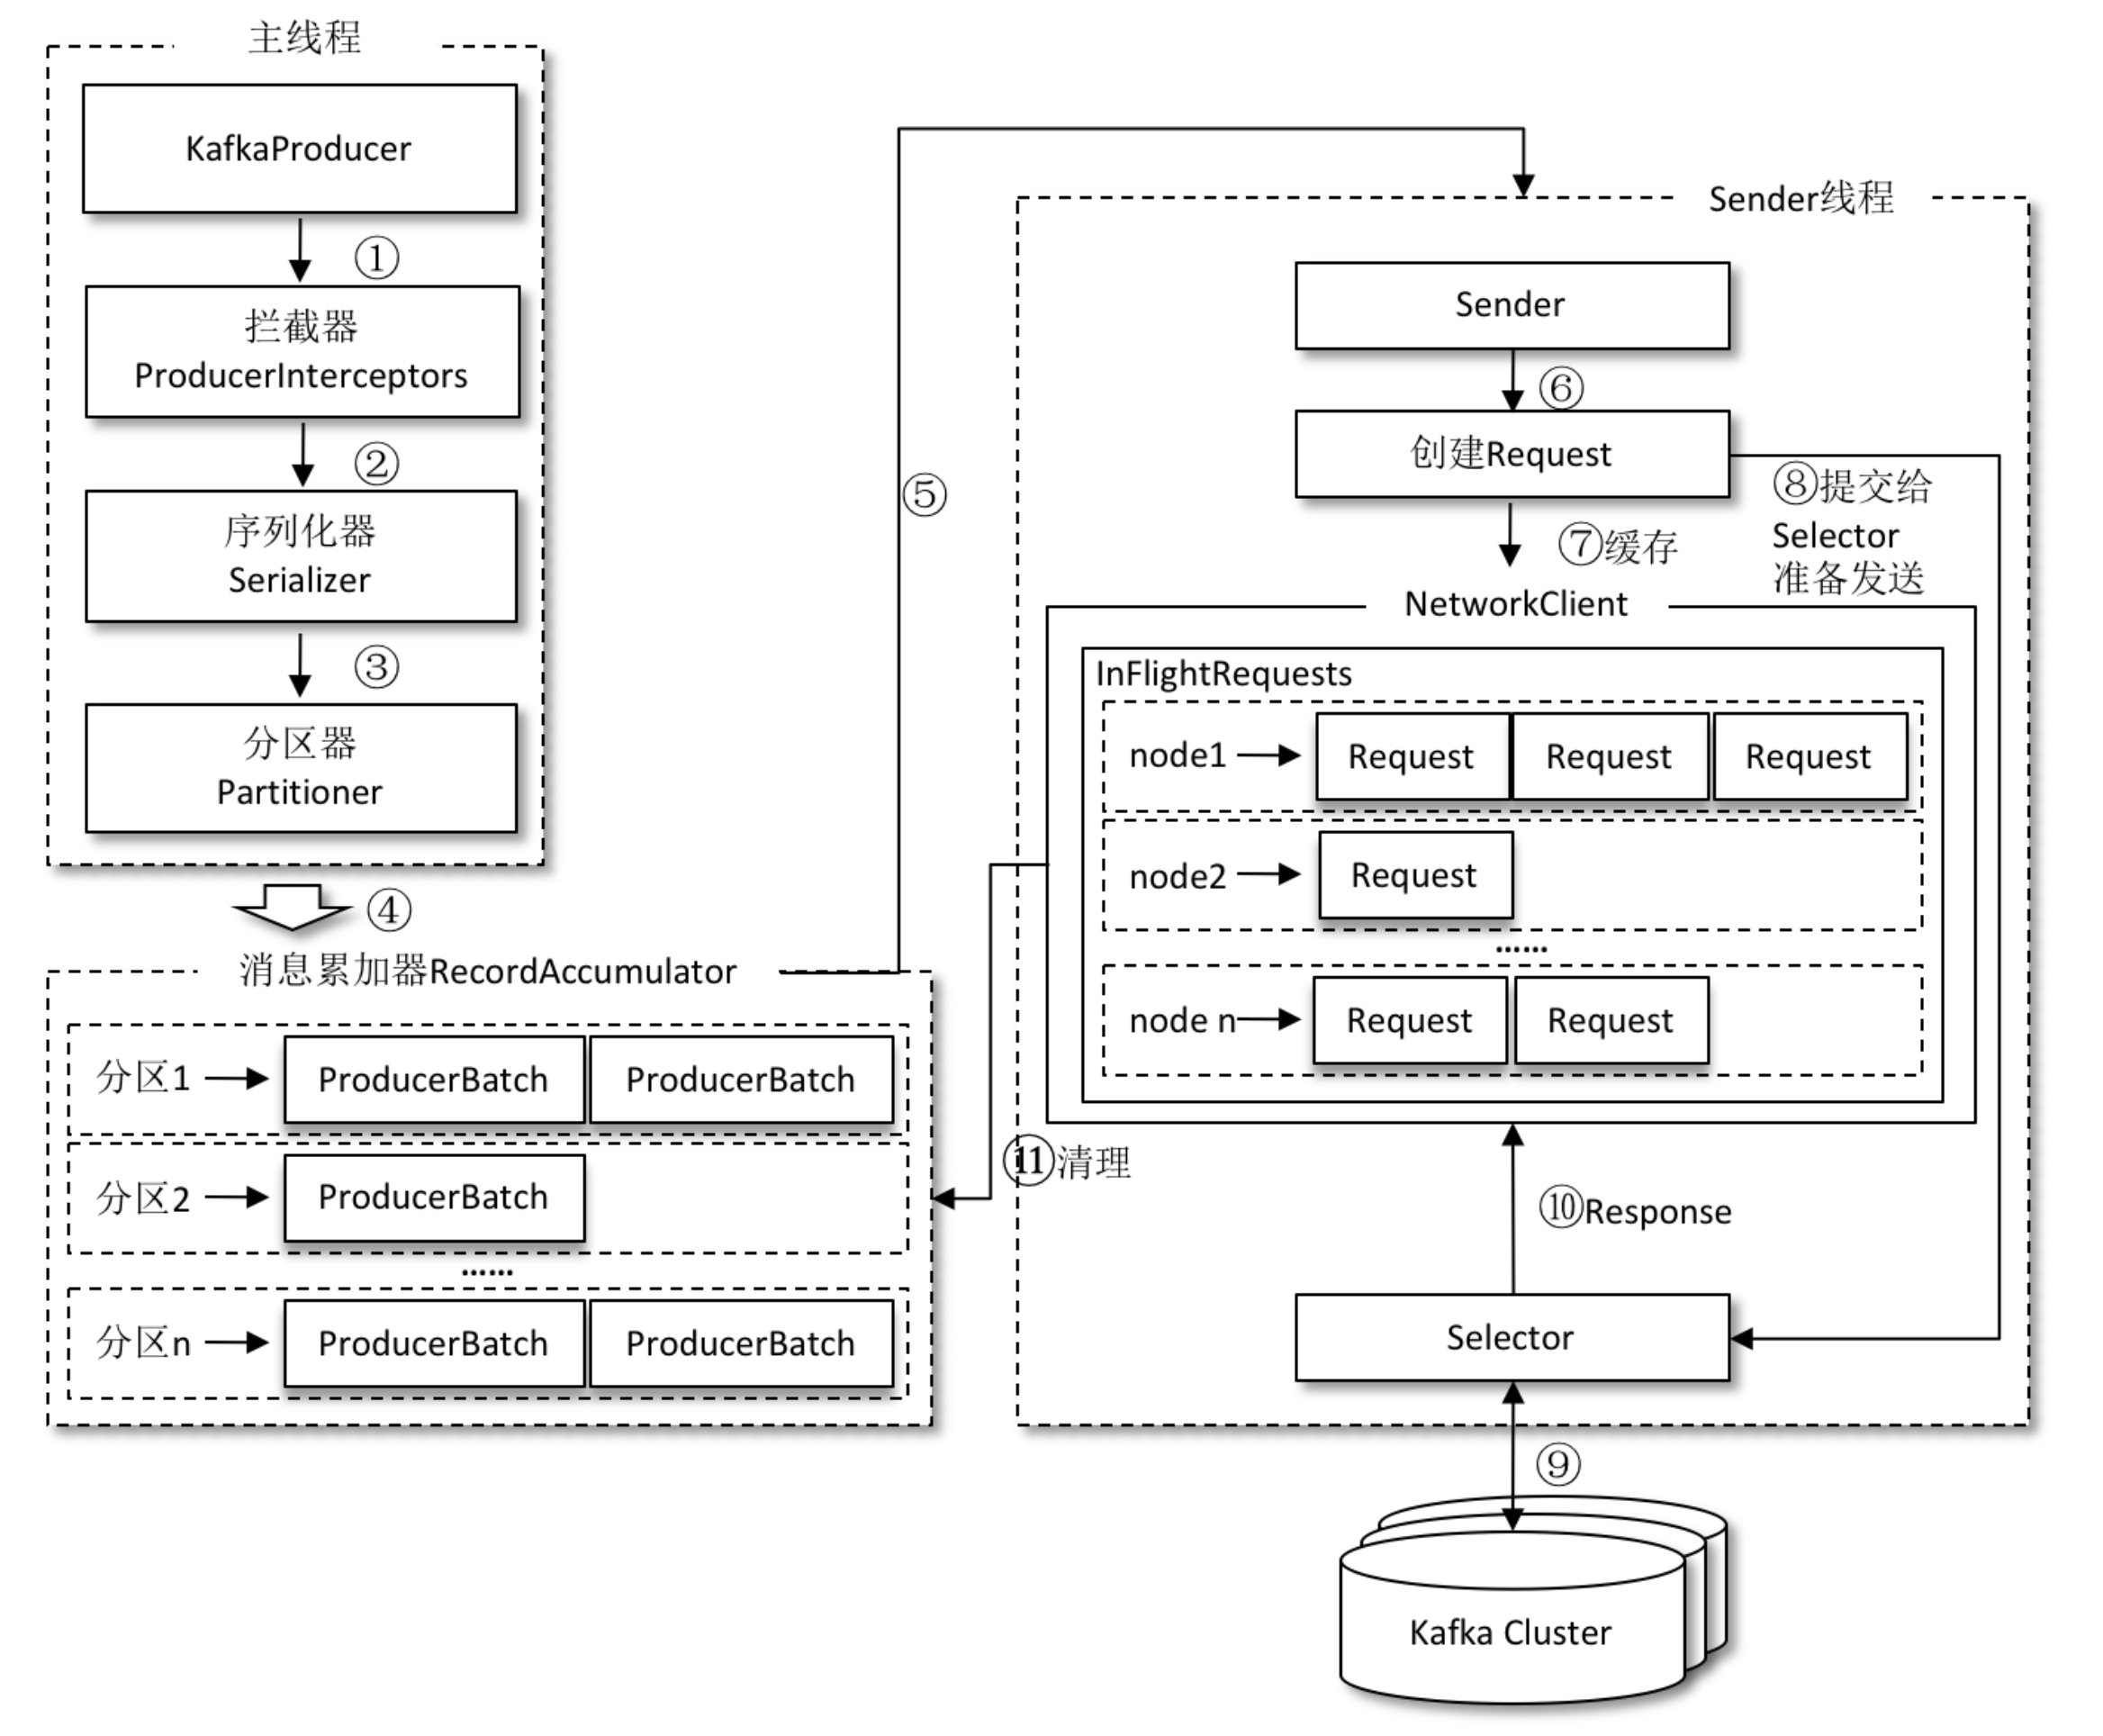 主线程
KafkaProducer
①
拦截器
ProducerInterceptors
②
序列化器
Serializer
③
分区器
Partitioner
④
消息累加器RecordAccumulator
分区1
ProducerBatch
ProducerBatch
分区2
ProducerBatch
......
分区n
ProducerBatch
ProducerBatch
⑤
Sender线程
Sender
⑥
创建Request
⑦缓存
⑧提交给
Selector
准备发送
NetworkClient
InFlightRequests
node1
Request
Request
Request
node2
Request
......
node n
Request
Request
⑪清理
⑩Response
Selector
⑨
Kafka Cluster